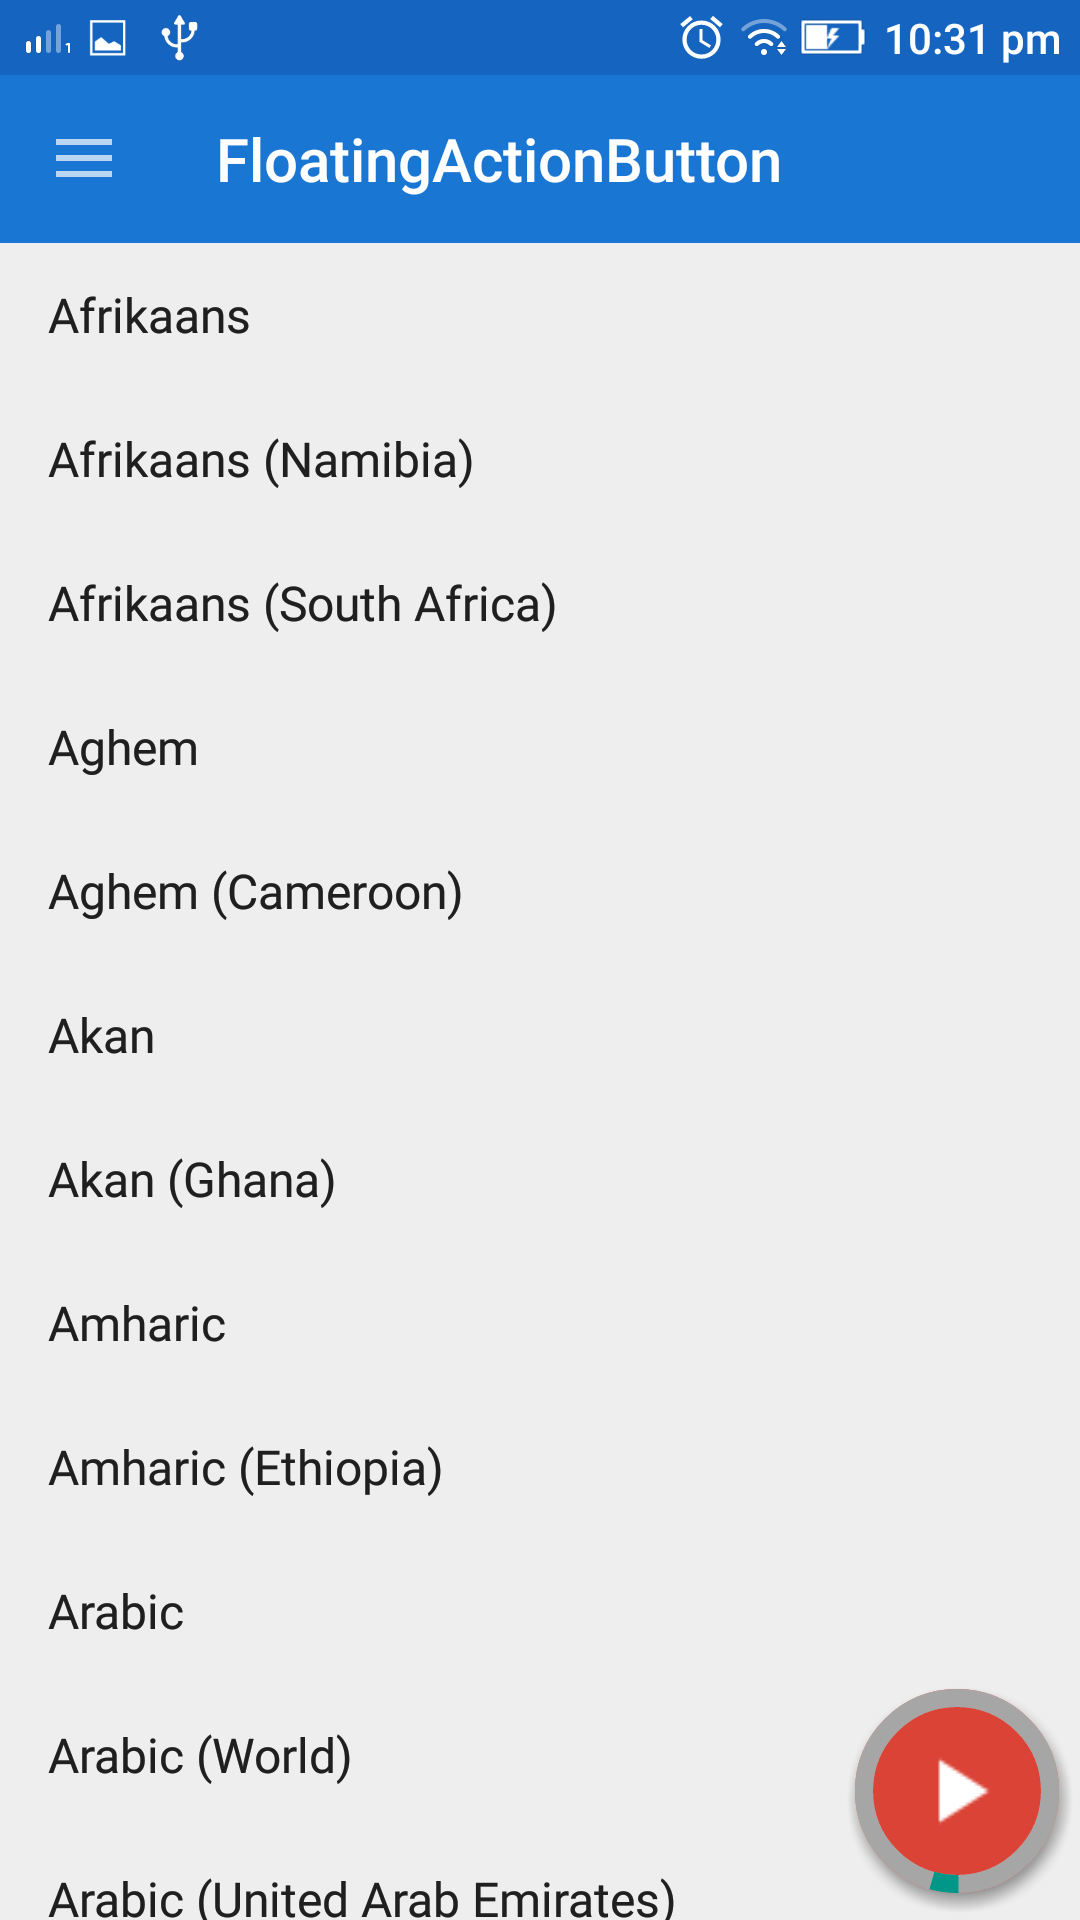 1
10:31 pm
FloatingActionButton
Afrikaans
Afrikaans (Namibia)
Afrikaans (South Africa)
Aghem
Aghem (Cameroon)
Akan
Akan (Ghana)
Amharic
Amharic (Ethiopia)
Arabic
Arabic (World)
Arabic (United Arab Emirates)